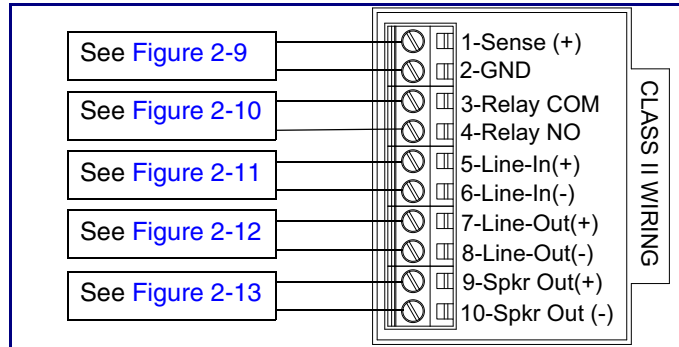 See Figure 2-9
See Figure 2-10
See Figure 2-11
See Figure 2-12
See Figure 2-13
1-Sense (+)
2-GND
3-Relay COM
4-Relay NO
5-Line-In(+)
6-Line-In(-)
7-Line-Out(+)
8-Line-Out(-)
9-Spkr Out(+)
10-Spkr Out (-)
CLASS II WIRING